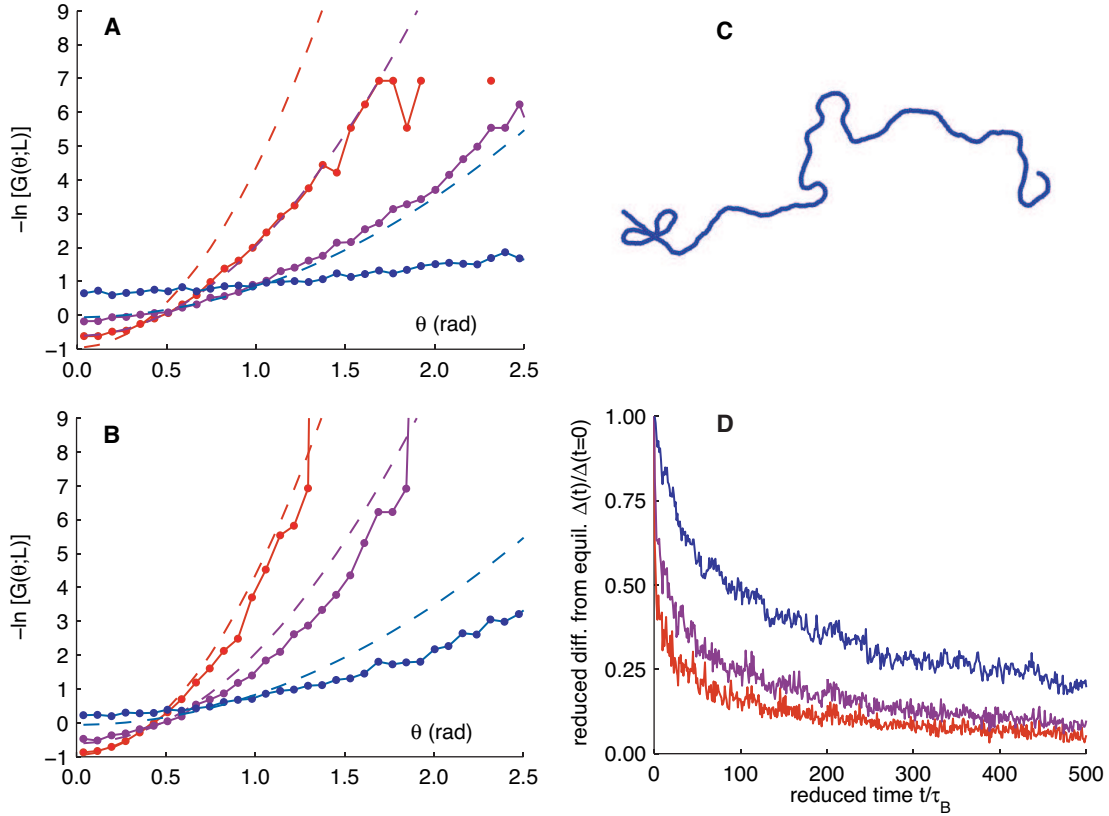 A
9
8
7
6
5
4
3
2
1
0
−1
−ln [G(θ;L)]
0.0 0.5 1.0 1.5 2.0 2.5
θ (rad)
C
B
9
8
7
6
5
4
3
2
1
0
−1
−ln [G(θ;L)]
0.0 0.5 1.0 1.5 2.0 2.5
θ (rad)
D
1.00
0.75
0.50
0.25
0.00
reduced diff. from equil. Δ(t)/Δ(t=0)
0 100 200 300 400 500
reduced time t/τ_B